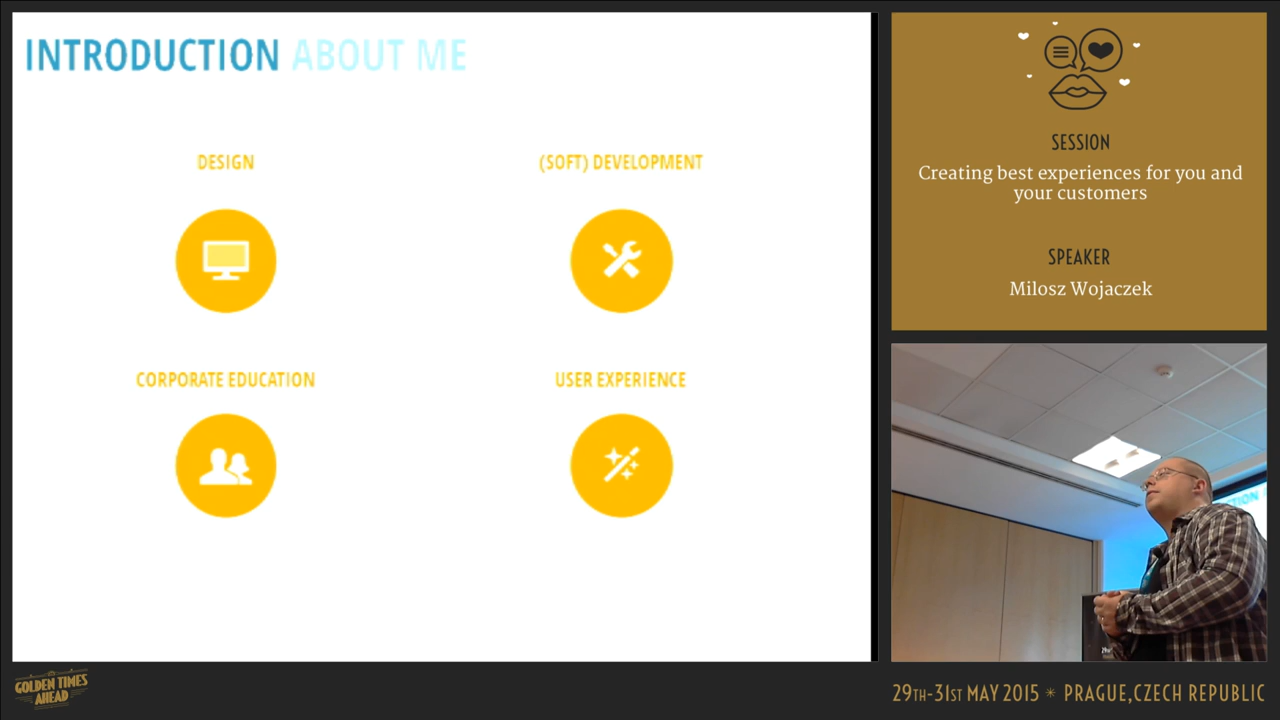 INTRODUCTION ABOUT ME
DESIGN
(SOFT) DEVELOPMENT
CORPORATE EDUCATION
USER EXPERIENCE
SESSION
Creating best experiences for you and
your customers
SPEAKER
Milosz Wojaczek
GOLDEN TIMES
AHEAD
29TH-31ST MAY 2015 * PRAGUE, CZECH REPUBLIC